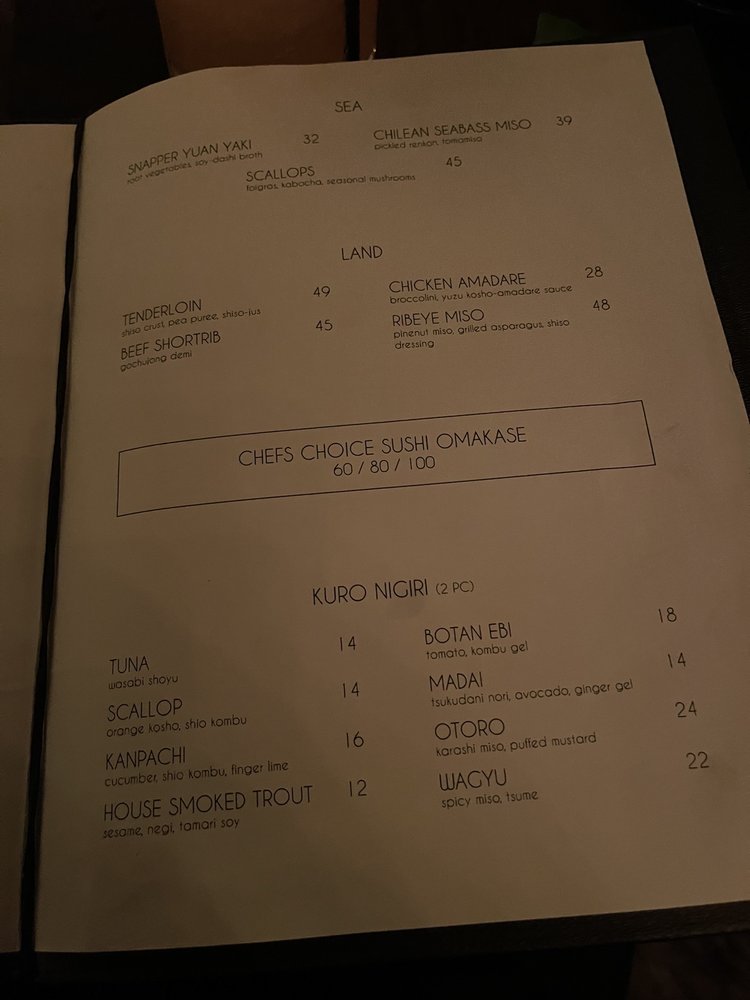 SEA
SNAPPER YUAN YAKI 32
root vegetables, soy-dashi broth
CHILEAN SEABASS MISO 39
pickled renkon, tomamiso
SCALLOPS 45
foigras, kabocha, seasonal mushrooms
LAND
TENDERLOIN 49
shiso crust, pea puree, shiso-jus
BEEF SHORTRIB 45
gochujang demi
CHICKEN AMADARE 28
broccolini, yuzu kosho-amadare sauce
RIBEYE MISO 48
pinenut miso, grilled asparagus, shiso
dressing
CHEFS CHOICE SUSHI OMAKASE
60 / 80 / 100
KURO NIGIRI (2 PC)
TUNA 14
wasabi shoyu
SCALLOP 14
orange kosho, shio kombu
KANPACHI 16
cucumber, shio kombu, finger lime
HOUSE SMOKED TROUT 12
sesame, negi, tamari soy
BOTAN EBI 18
tomato, kombu gel
MADAI 14
tsukudani nori, avocado, ginger gel
OTORO 24
karashi miso, puffed mustard
WAGYU 22
spicy miso, tsume